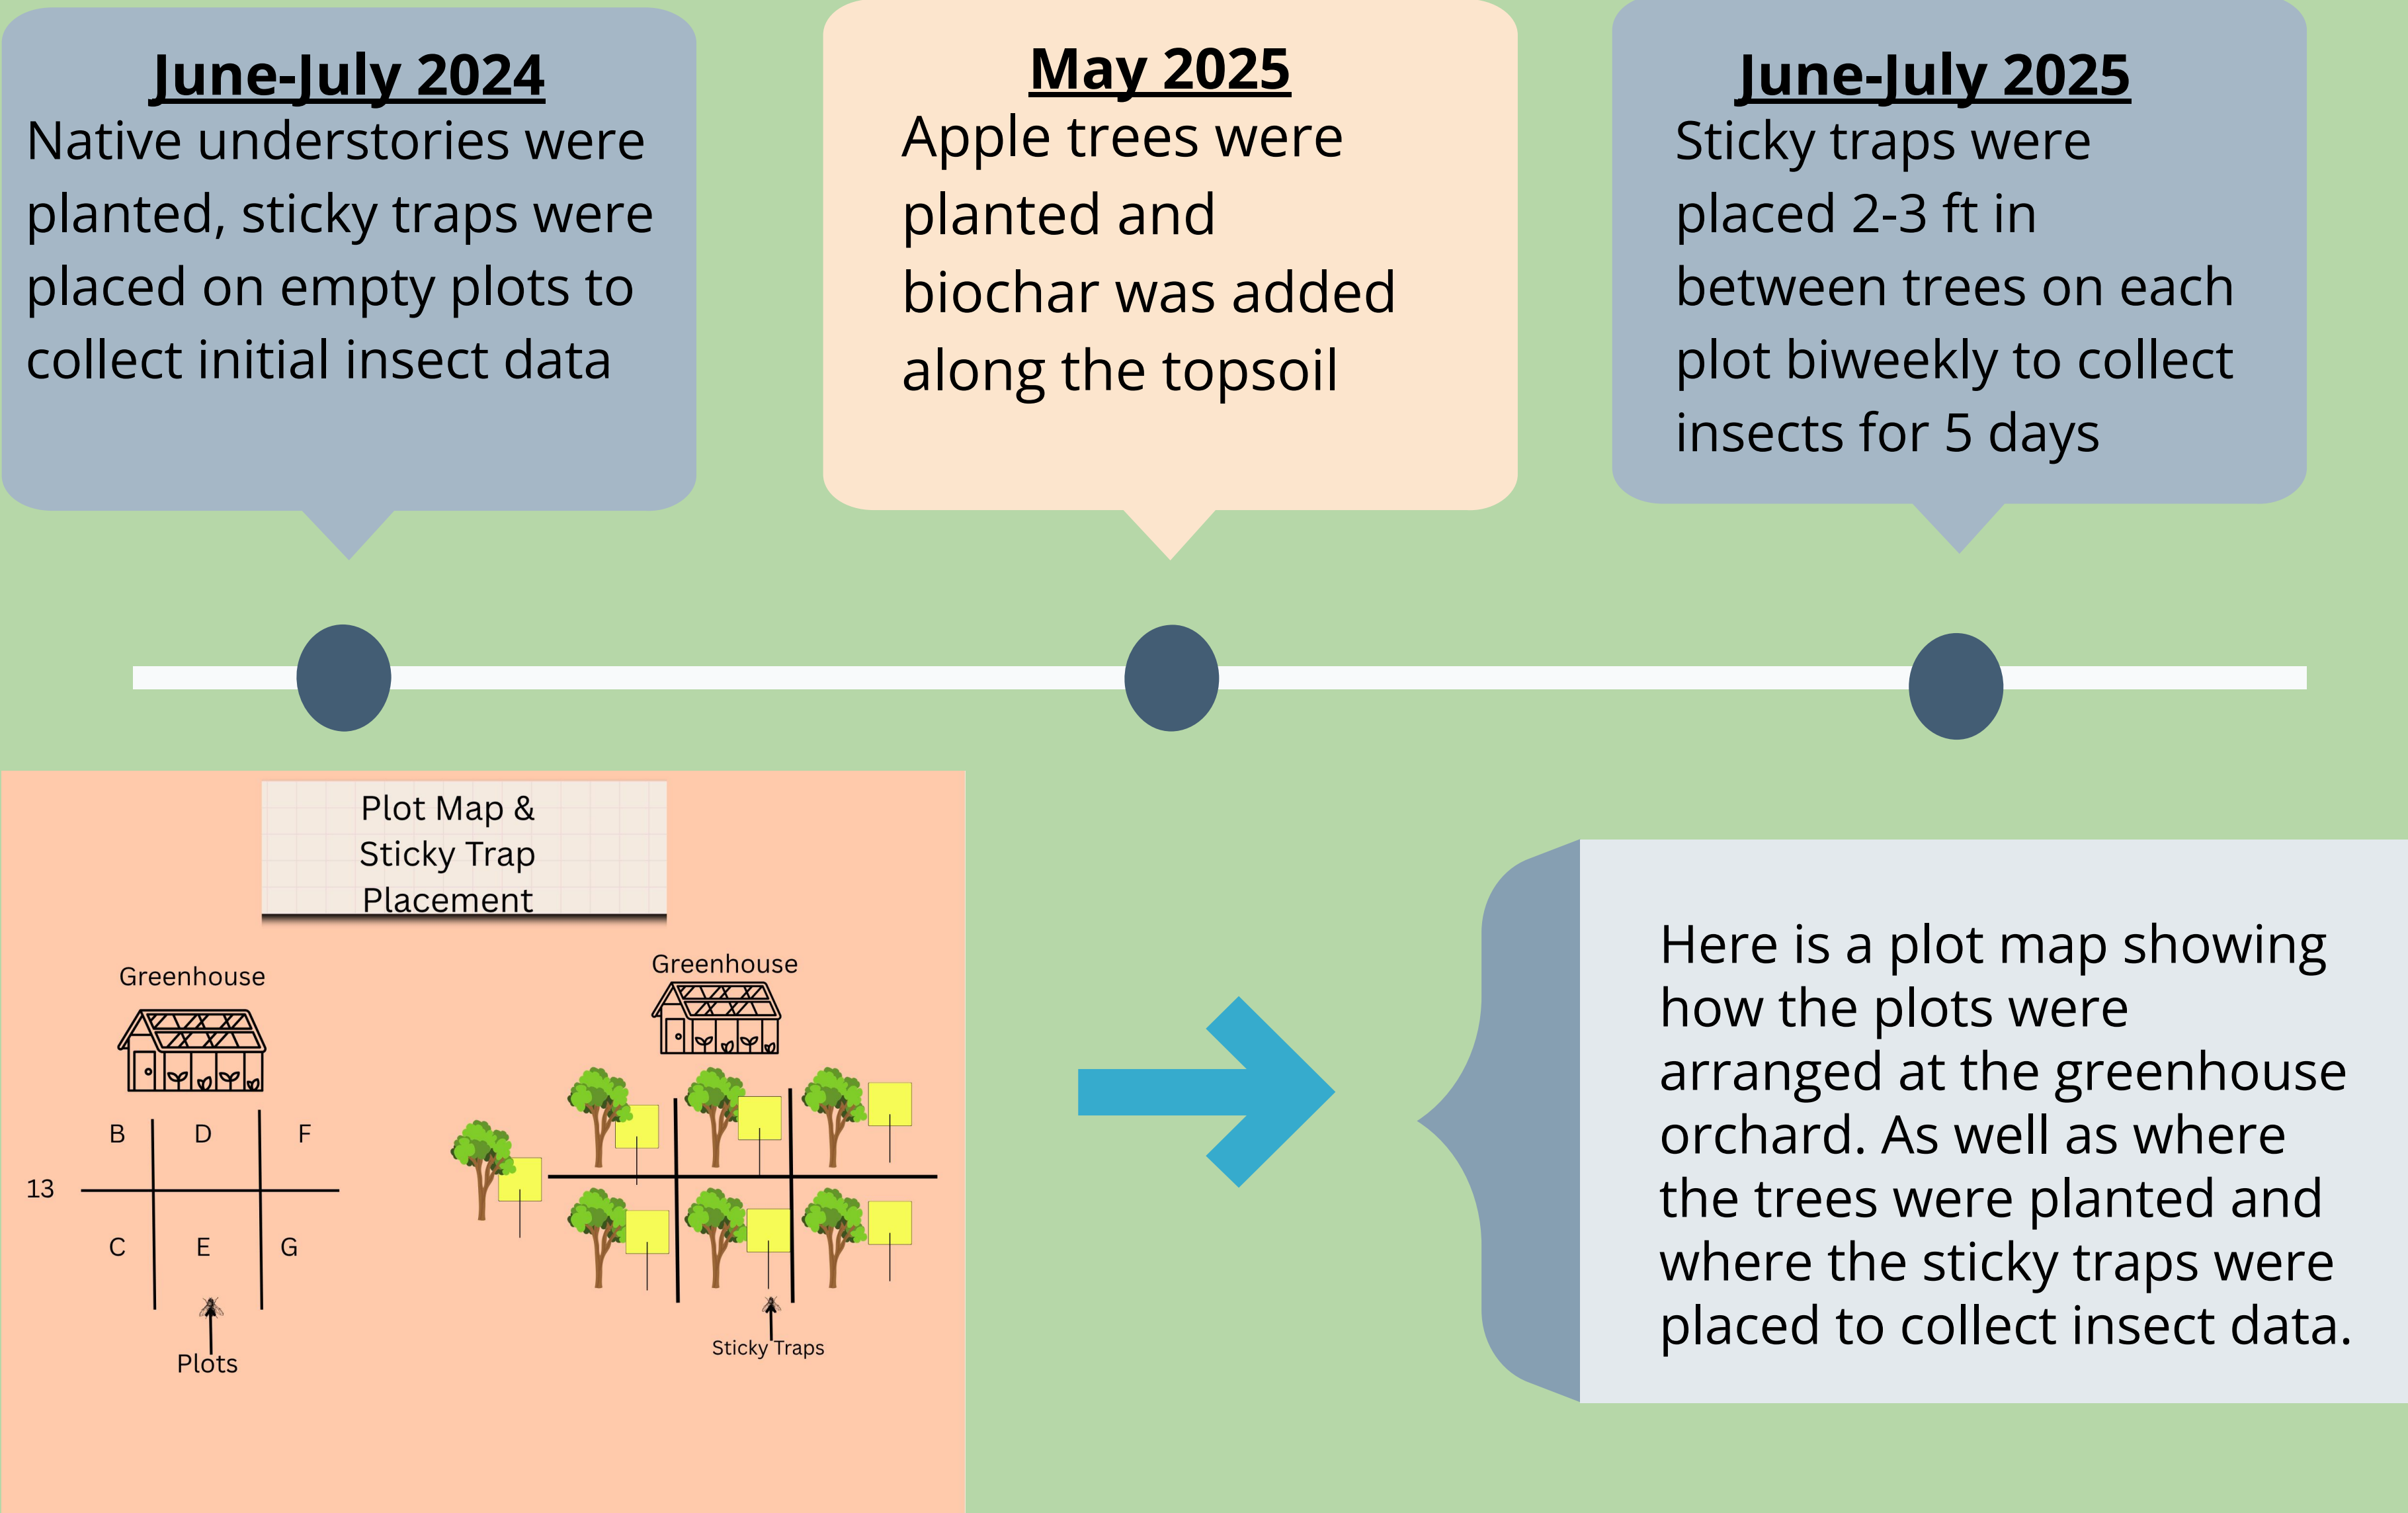 June-July 2024
Native understories were
planted, sticky traps were
placed on empty plots to
collect initial insect data
May 2025
Apple trees were
planted and
biochar was added
along the topsoil
June-July 2025
Sticky traps were
placed 2-3 ft in
between trees on each
plot biweekly to collect
insects for 5 days
Plot Map &
Sticky Trap
Placement
Greenhouse
B D F
13
C E G
Plots
Greenhouse
Sticky Traps
Here is a plot map showing
how the plots were
arranged at the greenhouse
orchard. As well as where
the trees were planted and
where the sticky traps were
placed to collect insect data.